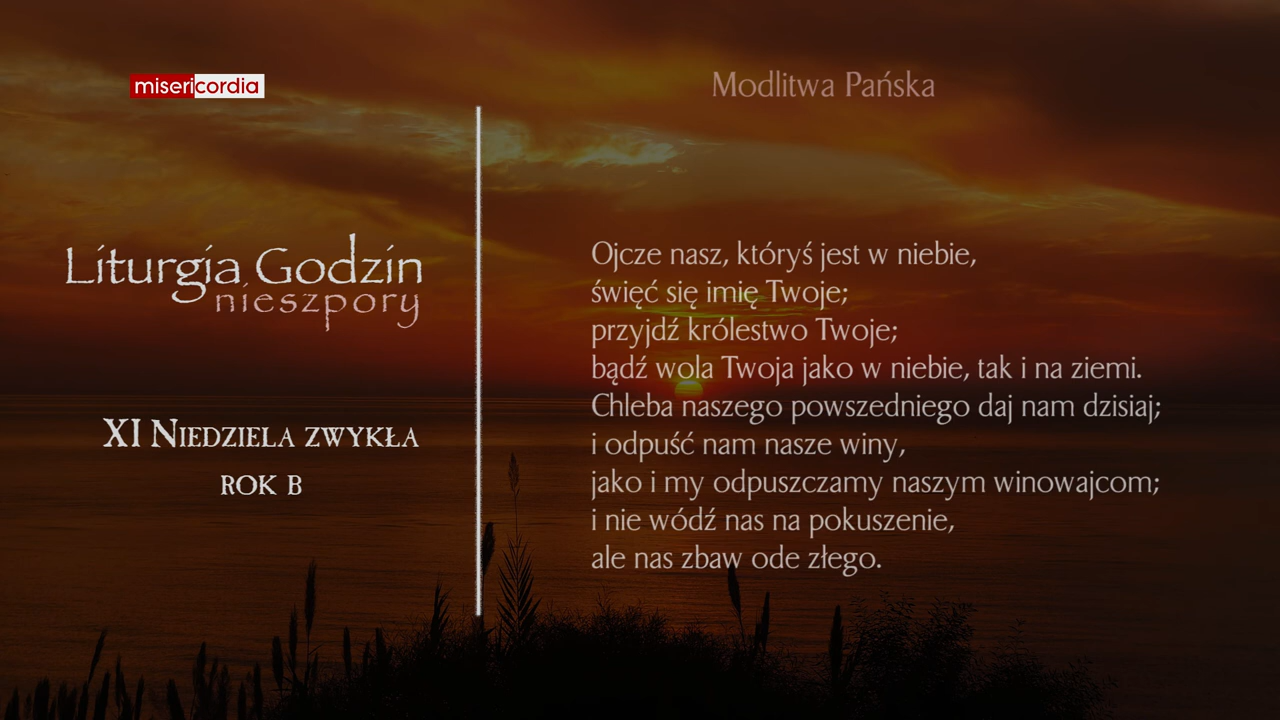 misericordia
Liturgia Godzin
nieszpory
XI Niedziela zwykła
rok B
Modlitwa Pańska
Ojcze nasz, któryś jest w niebie,
święć się imię Twoje;
przyjdź królestwo Twoje;
bądź wola Twoja jako w niebie, tak i na ziemi.
Chleba naszego powszedniego daj nam dzisiaj;
i odpuść nam nasze winy,
jako i my odpuszczamy naszym winowajcom;
i nie wódź nas na pokuszenie,
ale nas zbaw ode złego.